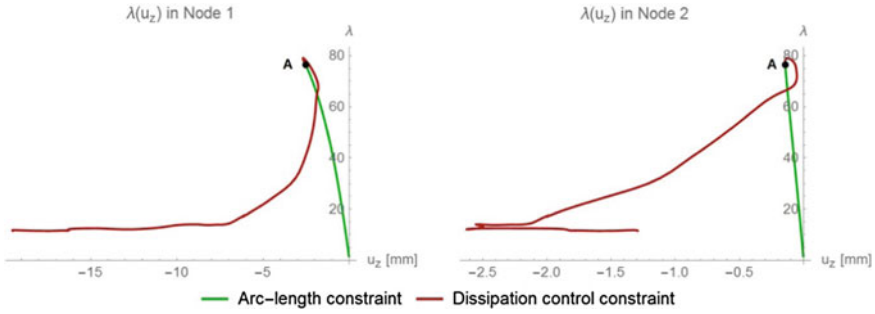 λ(u_z) in Node 1
λ
80
60
40
20
A
−15
−10
−5
u_z [mm]
λ(u_z) in Node 2
λ
80
60
40
20
A
−2.5
−2.0
−1.5
−1.0
−0.5
u_z [mm]
Arc−length constraint
Dissipation control constraint